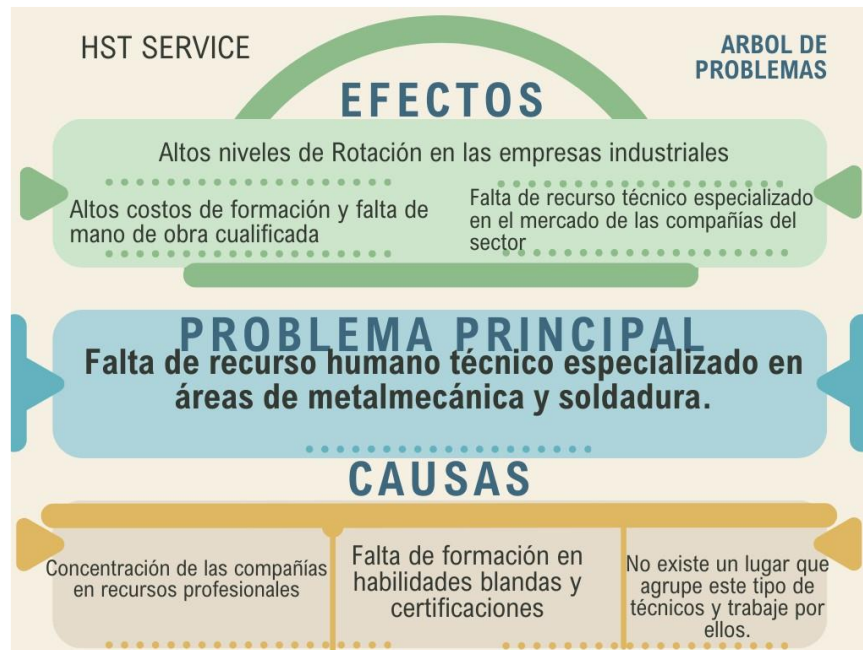 HST SERVICE
ARBOL DE
PROBLEMAS
EFECTOS
Altos niveles de Rotación en las empresas industriales
Altos costos de formación y falta de
mano de obra cualificada
Falta de recurso técnico especializado
en el mercado de las compañías del
sector
PROBLEMA PRINCIPAL
Falta de recurso humano técnico especializado en
áreas de metalmecánica y soldadura.
CAUSAS
Concentración de las compañías
en recursos profesionales
Falta de formación en
habilidades blandas y
certificaciones
No existe un lugar que
agrupe este tipo de
técnicos y trabaje por
ellos.